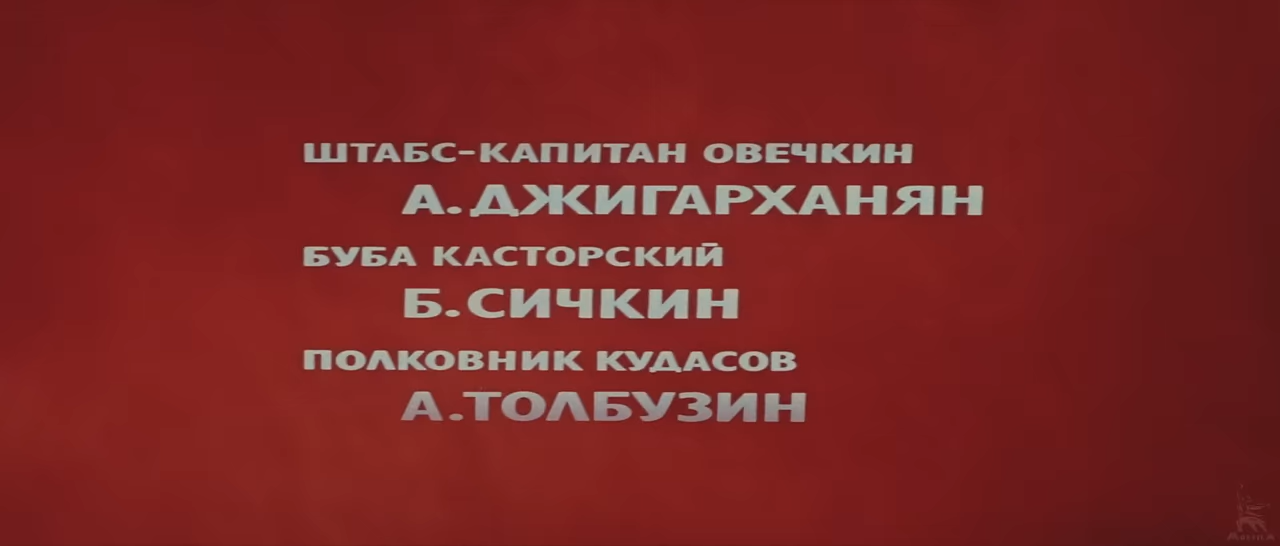 ШТАБС-КАПИТАН ОВЕЧКИН
А. ДЖИГАРХАНЯН
БУБА КАСТОРСКИЙ
Б. СИЧКИН
ПОЛКОВНИК КУДАСОВ
А. ТОЛБУЗИН